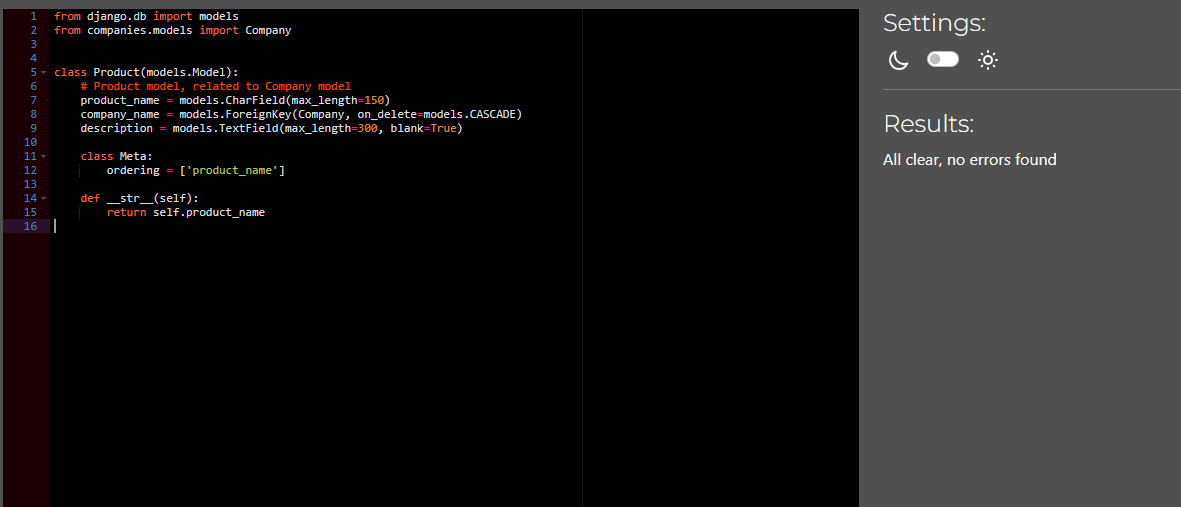 1 from django.db import models
2 from companies.models import Company
3
4
5 class Product(models.Model):
6     # Product model, related to Company model
7     product_name = models.CharField(max_length=150)
8     company_name = models.ForeignKey(Company, on_delete=models.CASCADE)
9     description = models.TextField(max_length=300, blank=True)
10
11     class Meta:
12         ordering = ['product_name']
13
14     def __str__(self):
15         return self.product_name
16
Settings:
Results:
All clear, no errors found